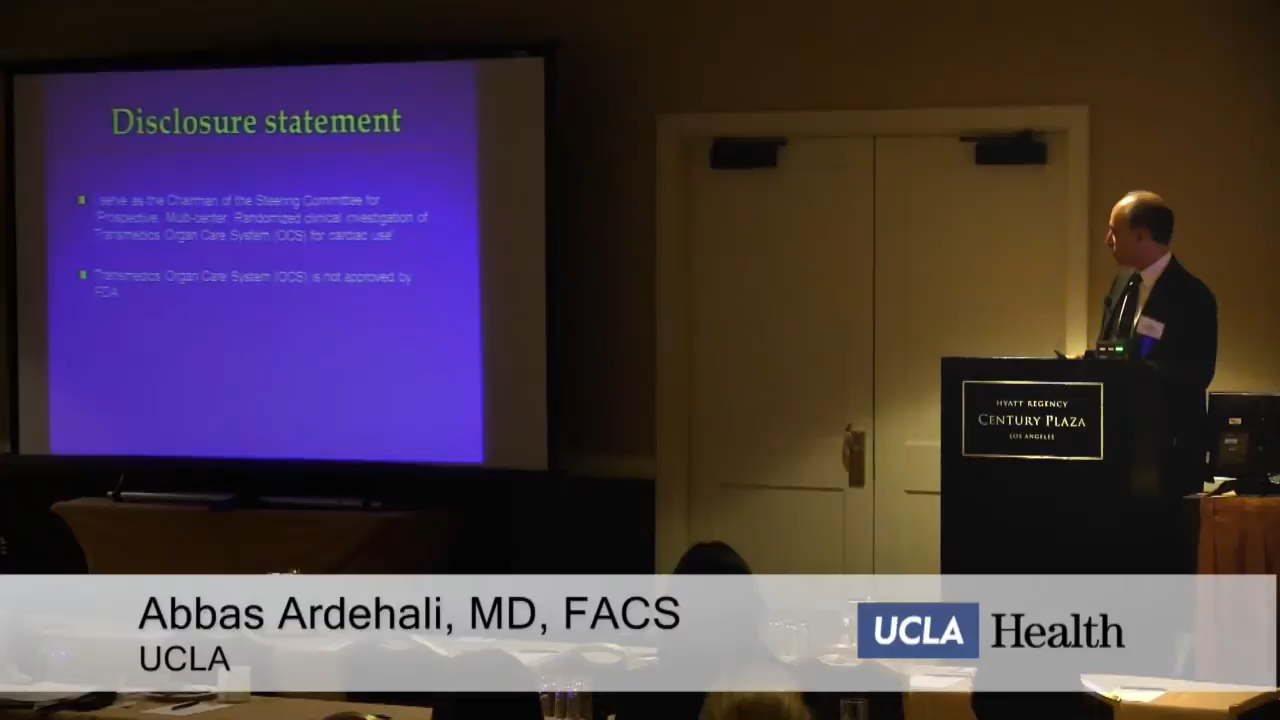 Disclosure statement
I serve as the Chairman of the Steering Committee for
"Prospective, Multi-center, Randomized clinical investigation of
Transmedics Organ Care System (OCS) for cardiac use"
Transmedics Organ Care System (OCS) is not approved by
FDA
HYATT REGENCY
CENTURY PLAZA
LOS ANGELES
Abbas Ardehali, MD, FACS
UCLA
UCLA Health